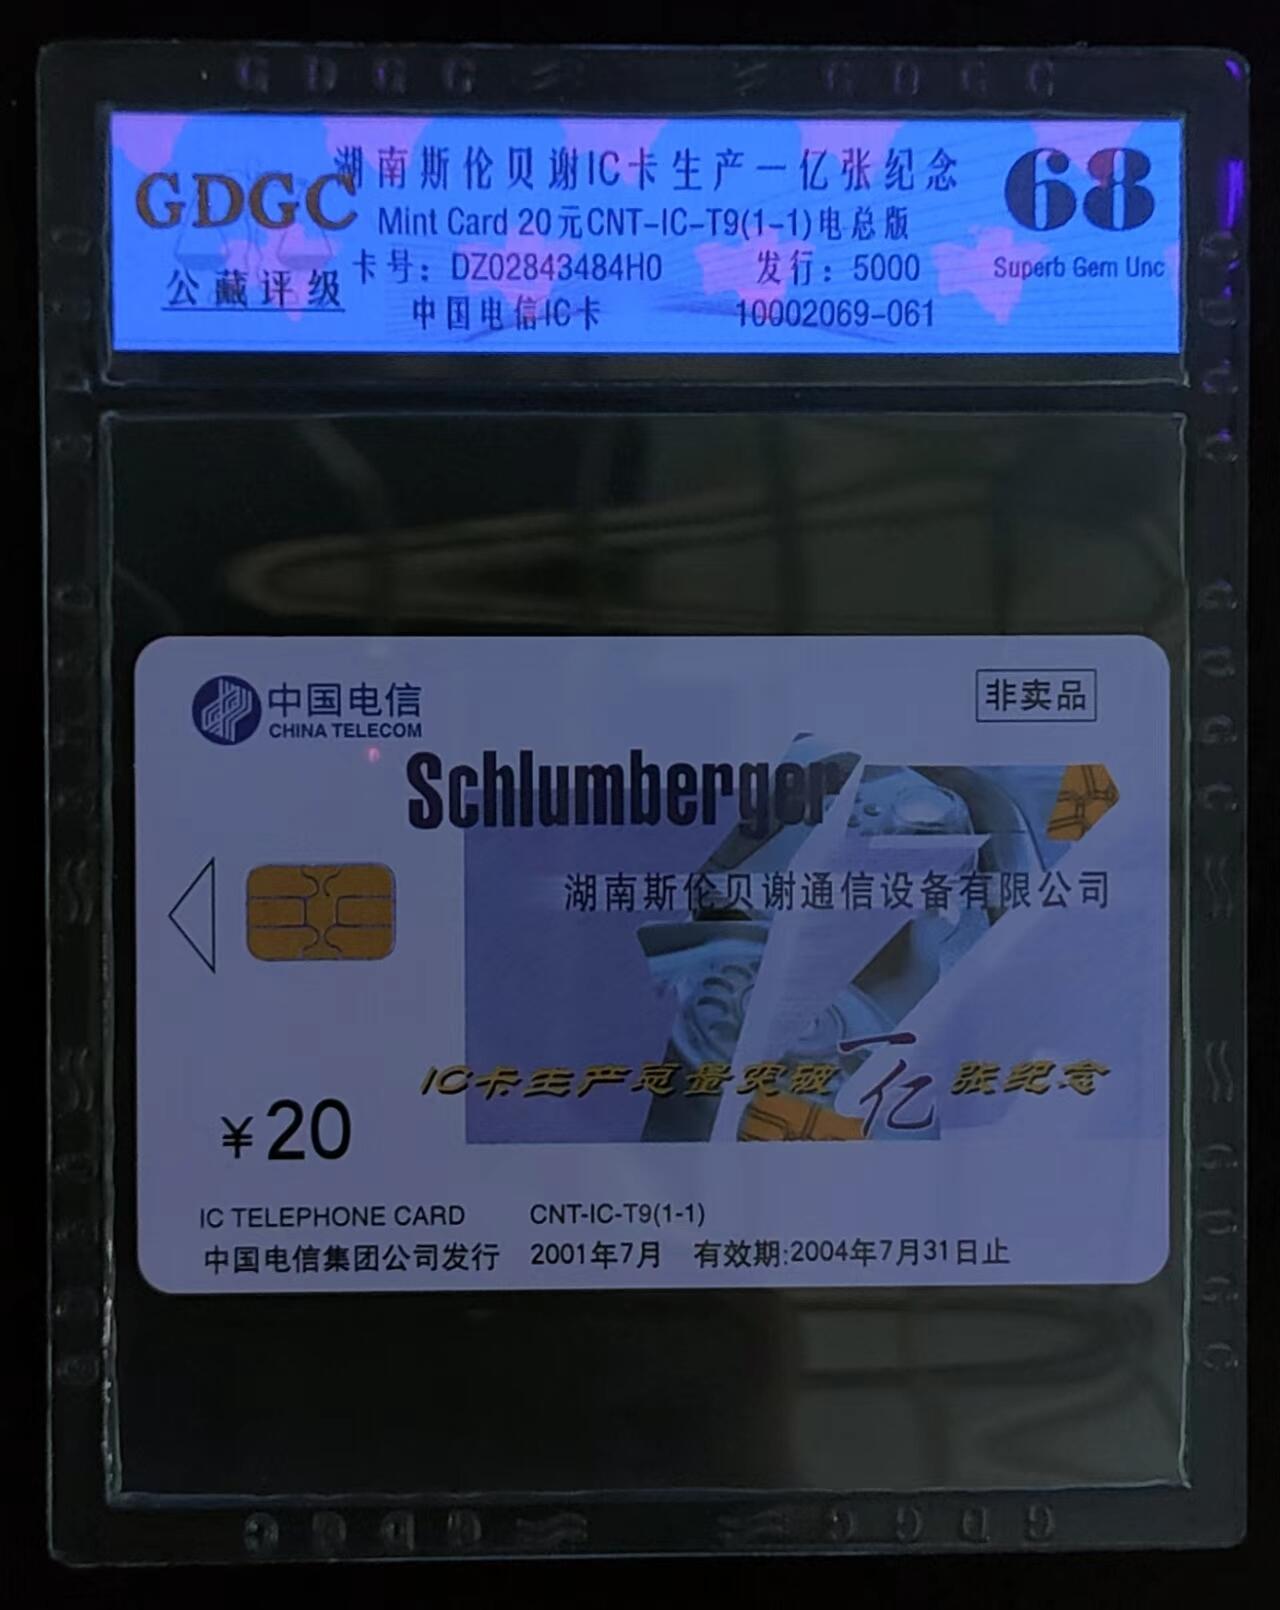 G D G C G D G C
湖南斯伦贝谢IC卡生产一亿张纪念
GDGC
68
Mint Card 20元CNT-IC-T9(1-1)电总版
公藏评级
卡号：DZ02843484H0 发行：5000
Superb Gem Unc
中国电信IC卡 10002069-061
中国电信
CHINA TELECOM
非卖品
Schlumberger
湖南斯伦贝谢通信设备有限公司
IC卡生产总量突破一亿张纪念
¥20
IC TELEPHONE CARD CNT-IC-T9(1-1)
中国电信集团公司发行 2001年7月 有效期:2004年7月31日止